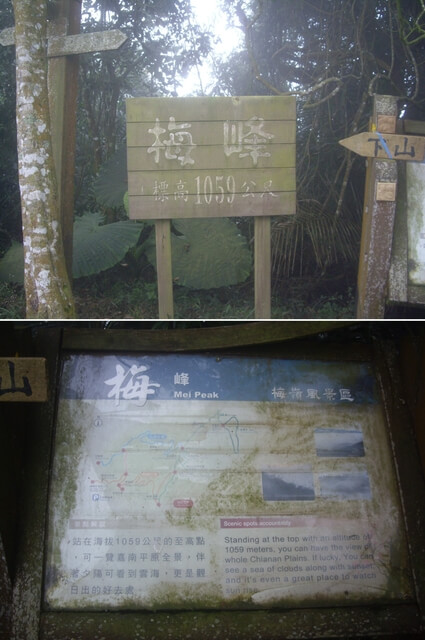 梅峰
標高1059公尺
下山
山
梅 峰
Mei Peak
梅嶺風景區
Scenic spots accountably
站在海拔1059公尺的至高點
，可一覽嘉南平原全景，伴
著夕陽可看到雲海，更是觀
日出的好去處
Standing at the top with an altitude of
1059 meters, you can have the view of
whole Chianan Plains. If lucky, You can
see a sea of clouds along with sunset,
and it's even a great place to watch